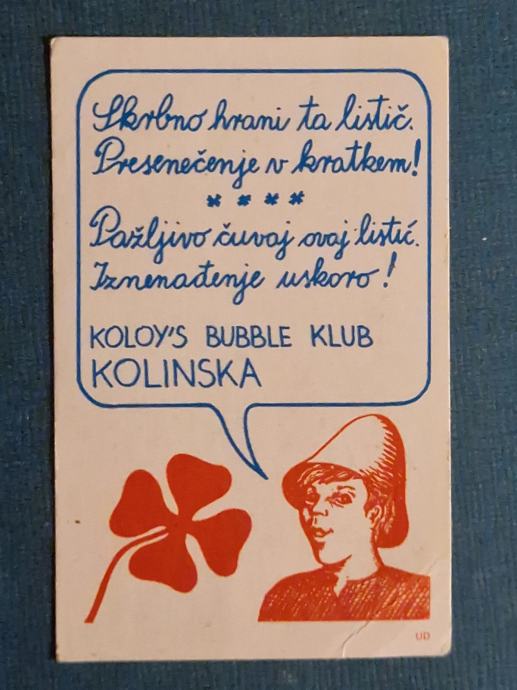 Skrbno hrani ta listič.
Presenečenje v kratkem!
Pažljivo čuvaj ovaj listić.
Iznenađenje uskoro!
KOLOY'S BUBBLE KLUB
KOLINSKA
UD